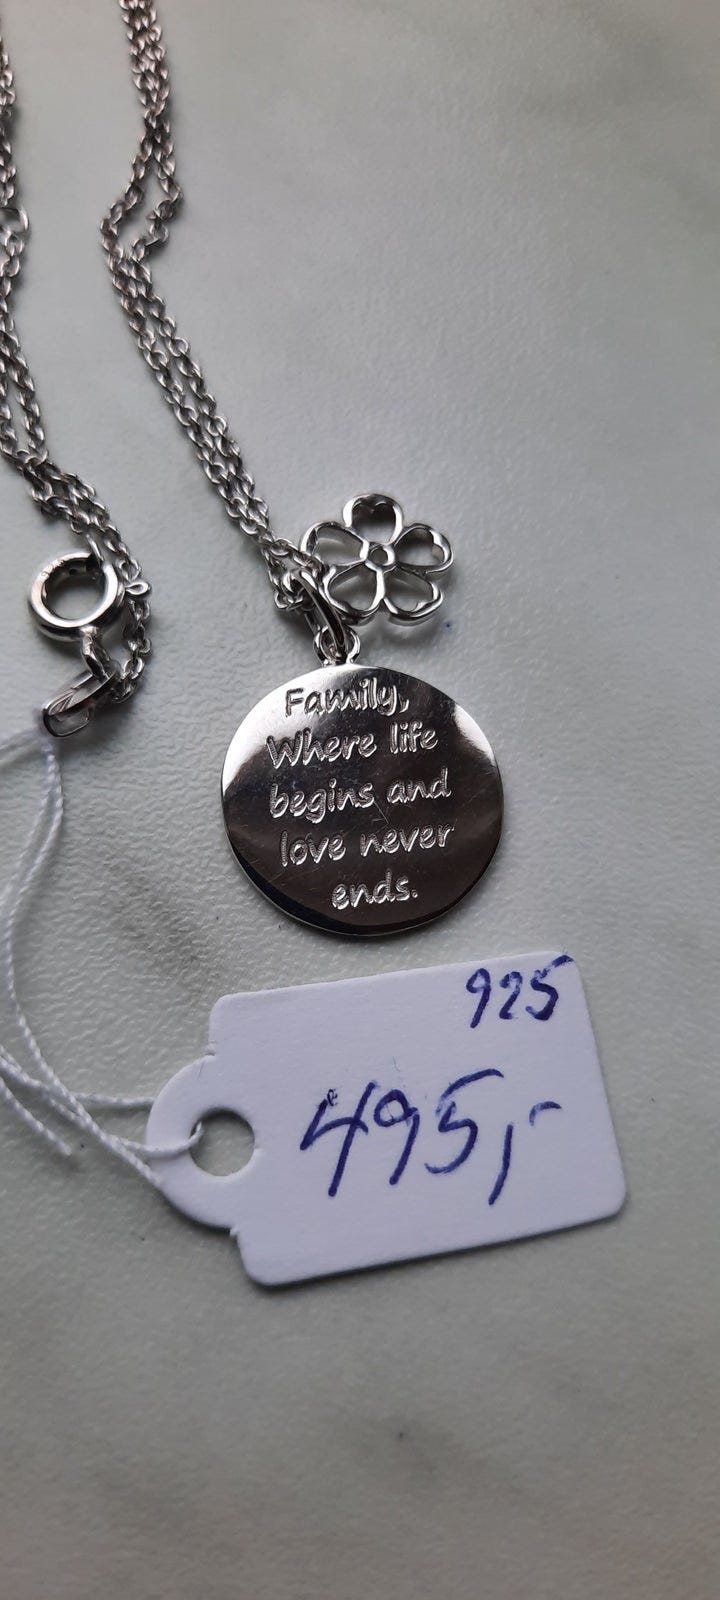 Family,
Where life
begins and
love never
ends.
925
495,-